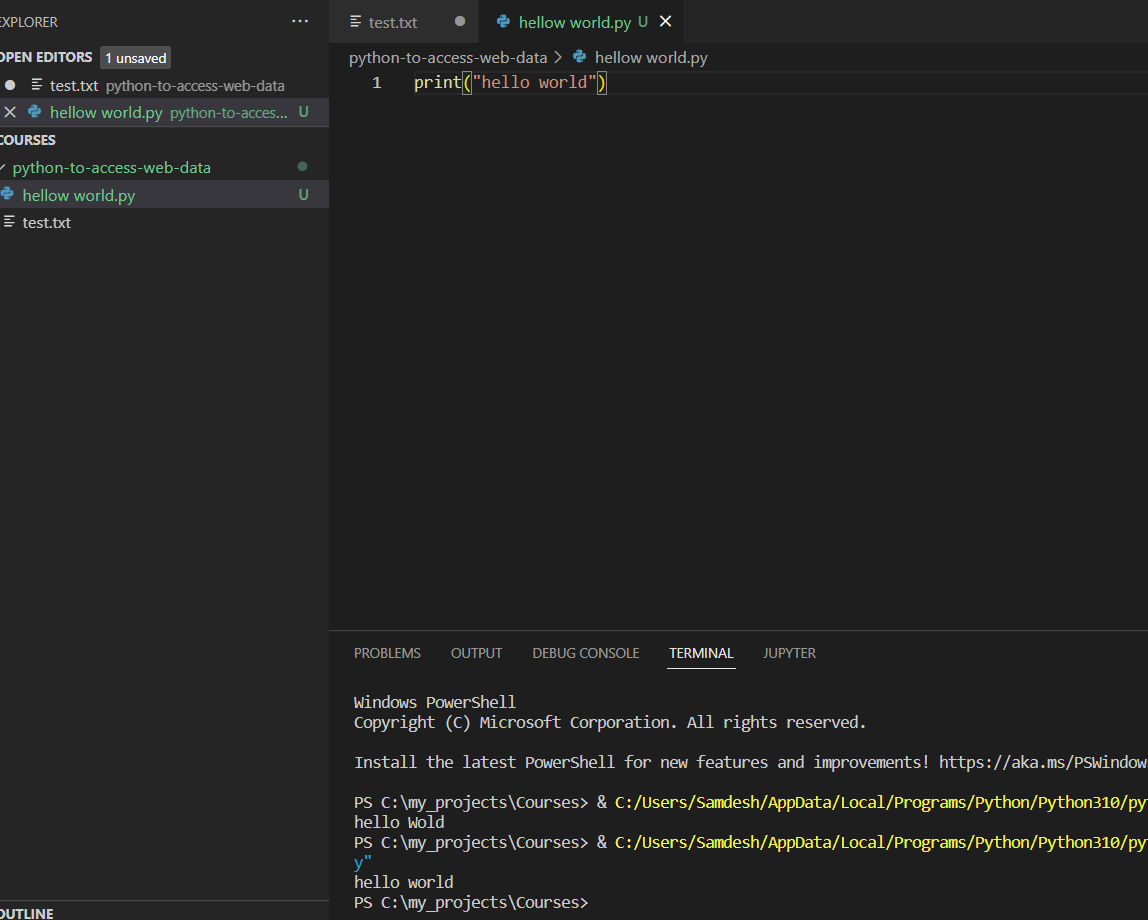 EXPLORER
OPEN EDITORS 1 unsaved
test.txt python-to-access-web-data
hellow world.py python-to-acces... U
COURSES
python-to-access-web-data
hellow world.py U
test.txt
OUTLINE
test.txt
hellow world.py U
python-to-access-web-data > hellow world.py
1 print("hello world")
PROBLEMS OUTPUT DEBUG CONSOLE TERMINAL JUPYTER
Windows PowerShell
Copyright (C) Microsoft Corporation. All rights reserved.
Install the latest PowerShell for new features and improvements! https://aka.ms/PSWindow
PS C:\my_projects\Courses> & C:/Users/Samdesh/AppData/Local/Programs/Python/Python310/py
hello Wold
PS C:\my_projects\Courses> & C:/Users/Samdesh/AppData/Local/Programs/Python/Python310/py
y"
hello world
PS C:\my_projects\Courses>